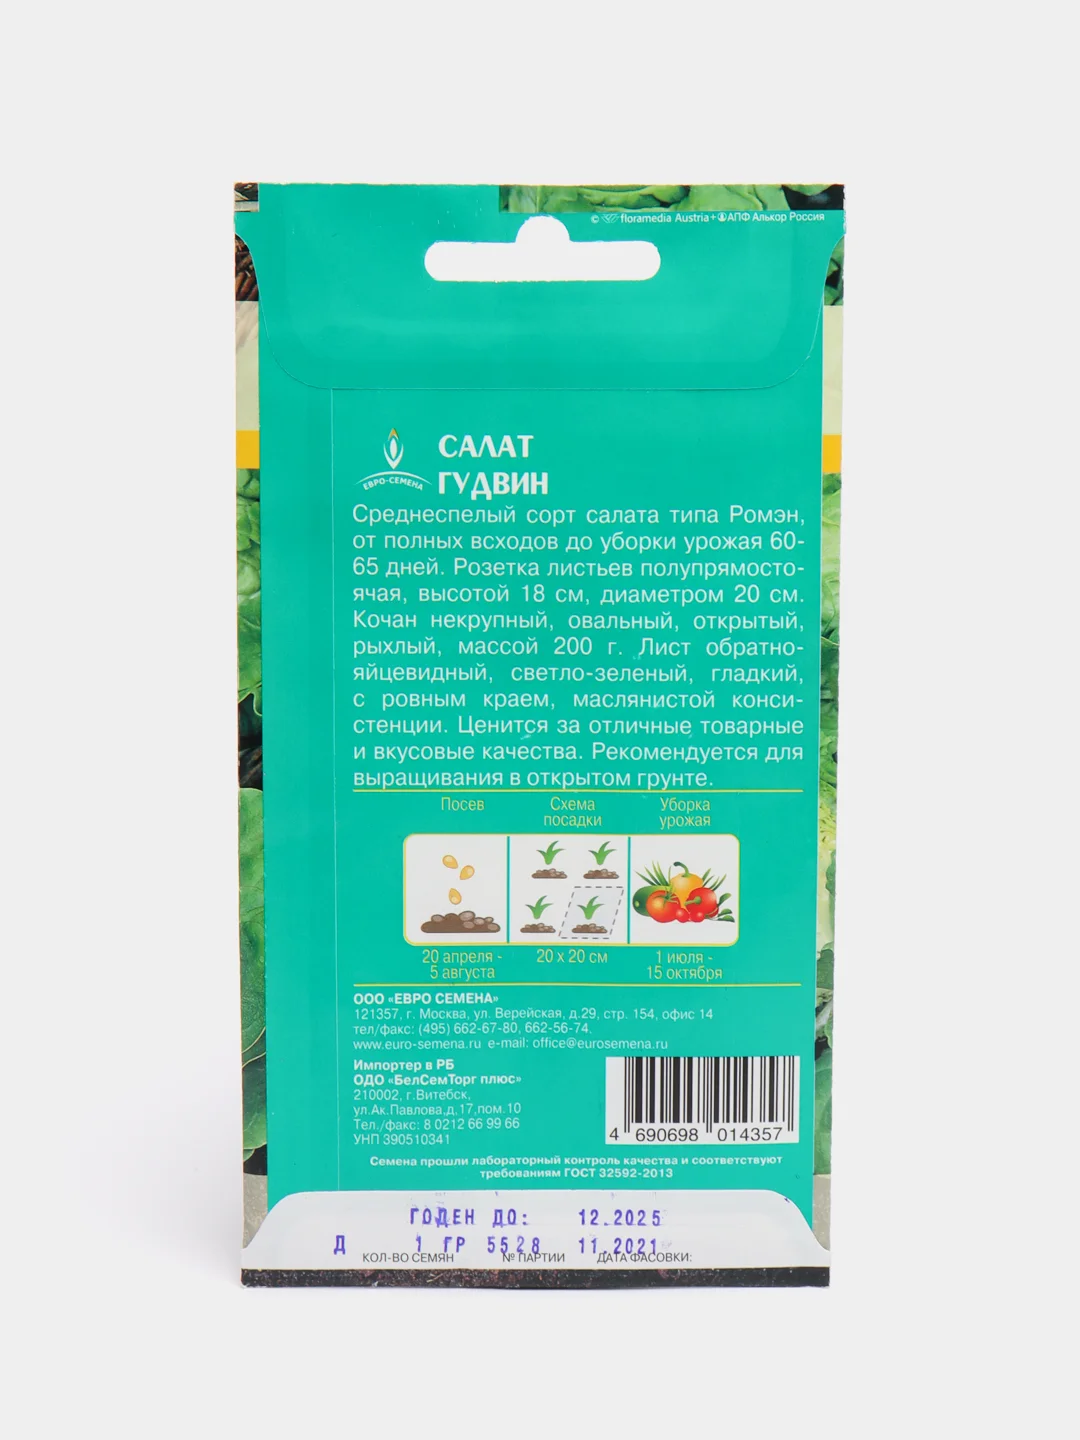 © floramedia Austria + АПФ Алькор Россия
ЕВРО-СЕМЕНА
САЛАТ
ГУДВИН
Среднеспелый сорт салата типа Ромэн,
от полных всходов до уборки урожая 60-
65 дней. Розетка листьев полупрямосто-
ячая, высотой 18 см, диаметром 20 см.
Кочан некрупный, овальный, открытый,
рыхлый, массой 200 г. Лист обратно-
яйцевидный, светло-зеленый, гладкий,
с ровным краем, маслянистой конси-
стенции. Ценится за отличные товарные
и вкусовые качества. Рекомендуется для
выращивания в открытом грунте.
Посев
Схема
посадки
Уборка
урожая
20 апреля -
5 августа
20 х 20 см
1 июля -
15 октября
ООО «ЕВРО СЕМЕНА»
121357, г. Москва, ул. Верейская, д.29, стр. 154, офис 14
тел/факс: (495) 662-67-80, 662-56-74.
www.euro-semena.ru e-mail: office@eurosemena.ru
Импортер в РБ
ОДО «БелСемТорг плюс»
210002, г.Витебск,
ул.Ак.Павлова,д.17,пом.10
Тел./факс: 8 0212 66 99 66
УНП 390510341
4 690698 014357
Семена прошли лабораторный контроль качества и соответствуют
требованиям ГОСТ 32592-2013
ГОДЕН ДО: 12.2025
Д 1 ГР 5528 11.2021
КОЛ-ВО СЕМЯН № ПАРТИИ ДАТА ФАСОВКИ: